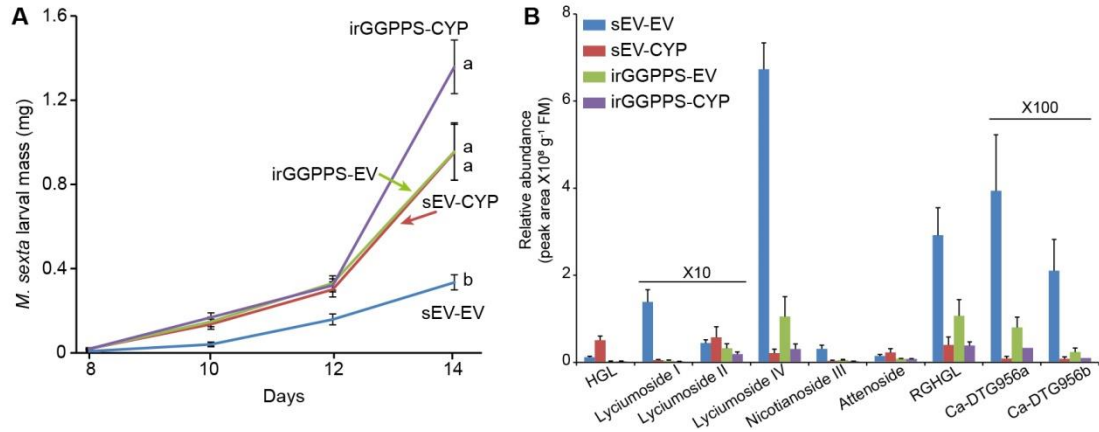 A
M. sexta larval mass (mg)
1.6
1.2
0.8
0.4
0
8
10
12
14
Days
irGGPPS-CYP
a
a
a
irGGPPS-EV
sEV-CYP
b
sEV-EV
B
Relative abundance
(peak area X10⁸ g⁻¹ FM)
8
6
4
2
0
sEV-EV
sEV-CYP
irGGPPS-EV
irGGPPS-CYP
X10
X100
HGL
Lyciumoside I
Lyciumoside II
Lyciumoside IV
Nicotianoside III
Attenoside
RGHGL
Ca-DTG956a
Ca-DTG956b